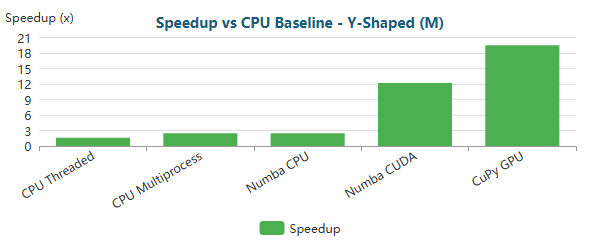 Speedup (x)
Speedup vs CPU Baseline - Y-Shaped (M)
21
18
15
12
9
6
3
0
CPU Threaded
CPU Multiprocess
Numba CPU
Numba CUDA
CuPy GPU
Speedup